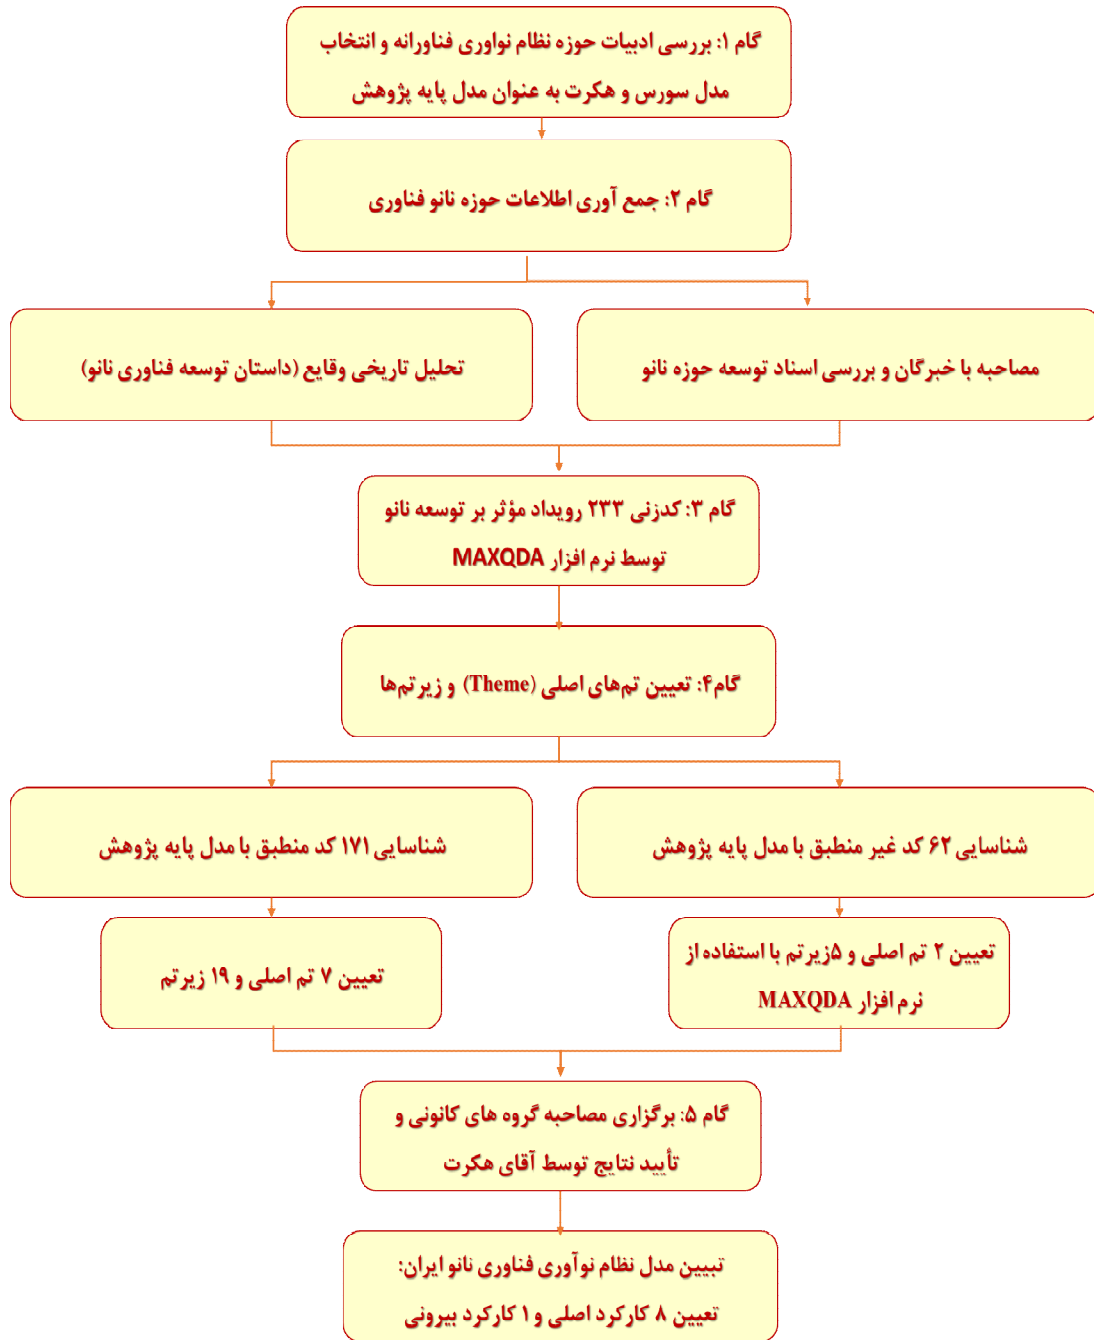 گام ۱: بررسی ادبیات حوزه نظام نواوری فناورانه و انتخاب
مدل سورس و هکرت به عنوان مدل پایه پژوهش
گام ۲: جمع آوری اطلاعات حوزه نانو فناوری
مصاحبه با خبرگان و بررسی اسناد توسعه حوزه نانو
تحلیل تاریخی وقایع (داستان توسعه فناوری نانو)
گام ۳: کدزنی ۲۳۳ رویداد مؤثر بر توسعه نانو
توسط نرم افزار MAXQDA
گام۴: تعیین تم‌های اصلی (Theme) و زیرتم‌ها
شناسایی ۶۲ کد غیر منطبق با مدل پایه پژوهش
شناسایی ۱۷۱ کد منطبق با مدل پایه پژوهش
تعیین ۲ تم اصلی و ۵زیرتم با استفاده از
نرم افزار MAXQDA
تعیین ۷ تم اصلی و ۱۹ زیرتم
گام ۵: برگزاری مصاحبه گروه های کانونی و
تأیید نتایج توسط آقای هکرت
تبیین مدل نظام نوآوری فناوری نانو ایران:
تعیین ۸ کارکرد اصلی و ۱ کارکرد بیرونی